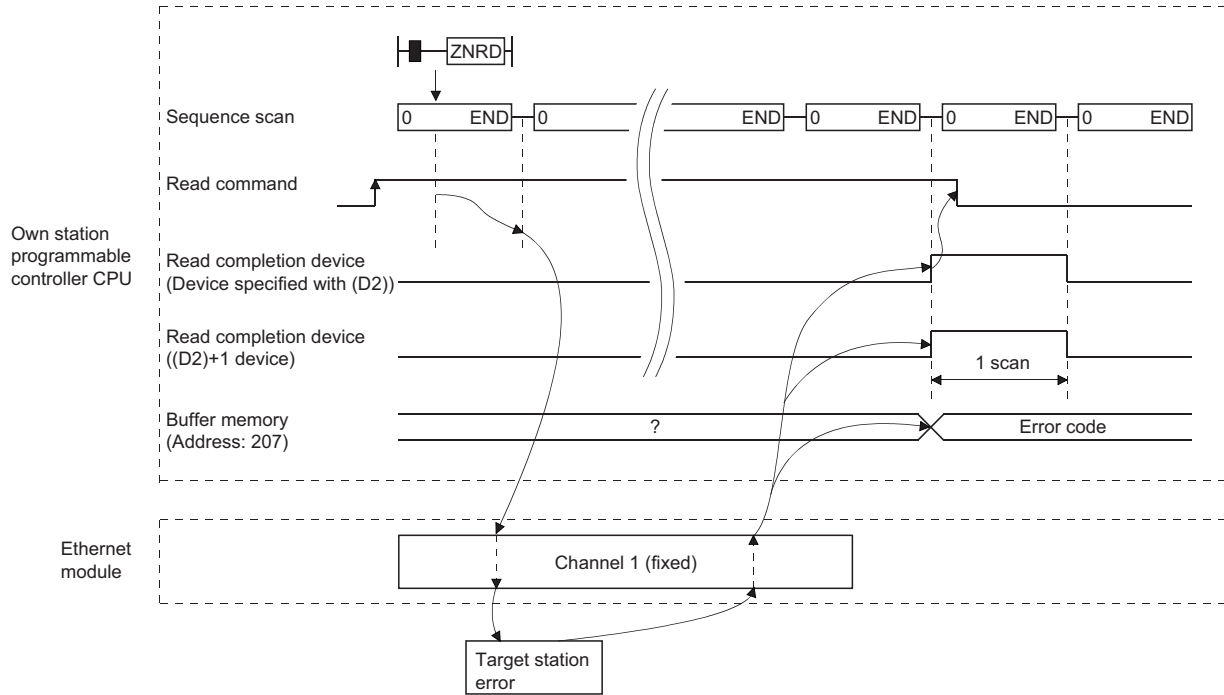 ZNRD
Sequence scan
0 END 0 END 0 END 0 END 0 END
Read command
Own station
programmable
controller CPU
Read completion device
(Device specified with (D2))
Read completion device
((D2)+1 device)
1 scan
Buffer memory
(Address: 207)
?
Error code
Ethernet
module
Channel 1 (fixed)
Target station
error